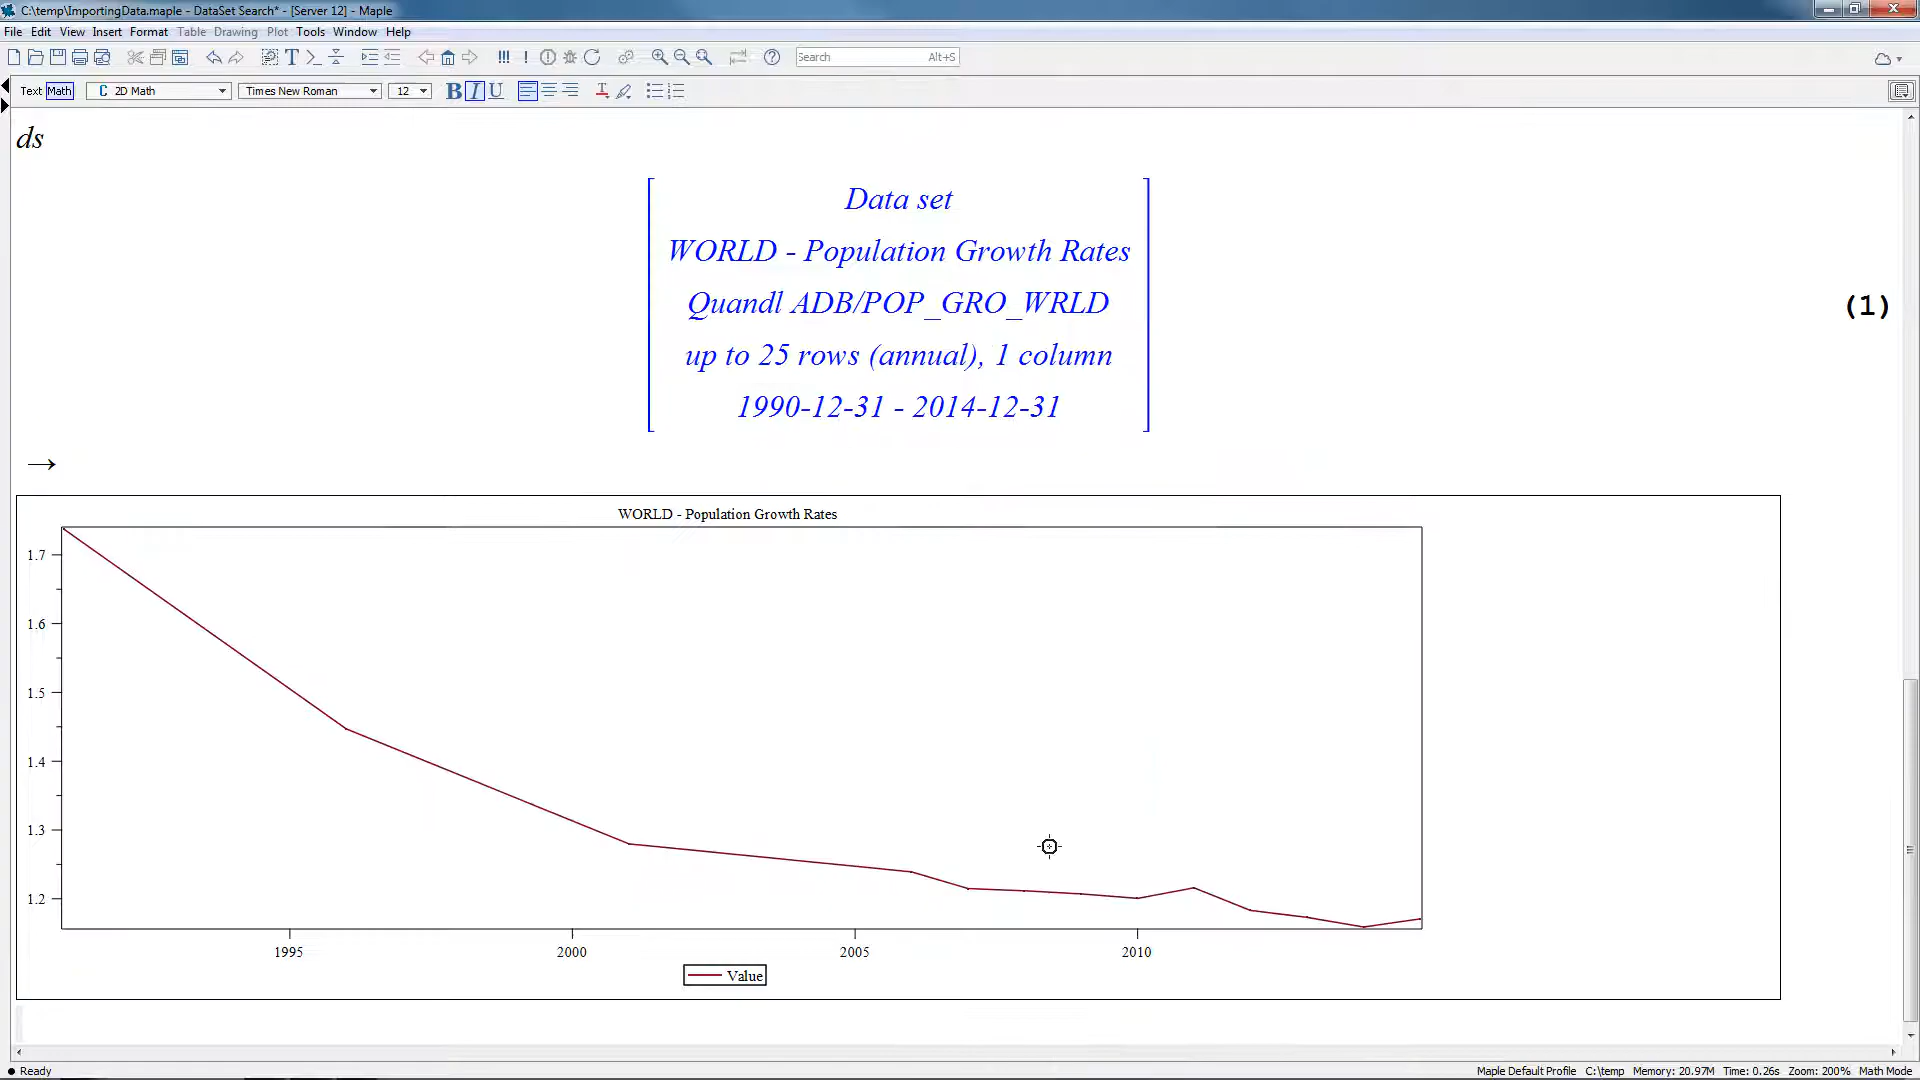 C:\temp\ImportingData.maple - DataSet Search* - [Server 12] - Maple
File Edit View Insert Format Table Drawing Plot Tools Window Help
Search Alt+S
Text Math C 2D Math Times New Roman 12 B I U
ds
Data set
WORLD - Population Growth Rates
Quandl ADB/POP_GRO_WRLD
(1)
up to 25 rows (annual), 1 column
1990-12-31 - 2014-12-31
→
WORLD - Population Growth Rates
1.7
1.6
1.5
1.4
1.3
1.2
1995 2000 2005 2010
Value
Ready Maple Default Profile C:\temp Memory: 20.97M Time: 0.26s Zoom: 200% Math Mode